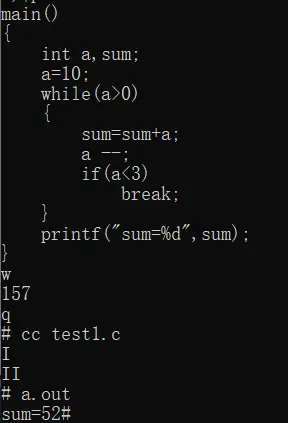 main()
{
    int a,sum;
    a=10;
    while(a>0)
    {
        sum=sum+a;
        a --;
        if(a<3)
            break;
    }
    printf("sum=%d",sum);
}
w
157
q
# cc test1.c
I
II
# a.out
sum=52#